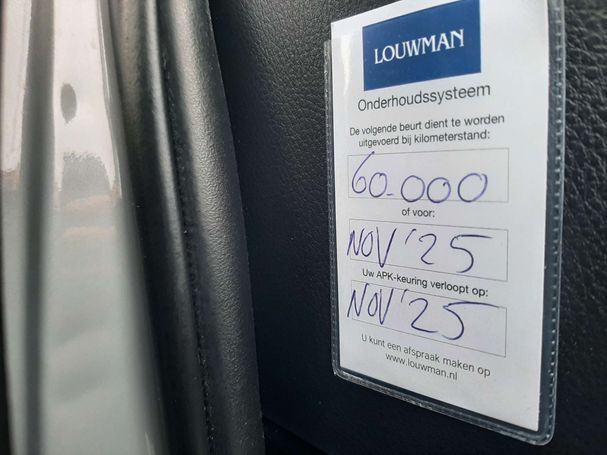 LOUWMAN
Onderhoudssysteem
De volgende beurt dient te worden
uitgevoerd bij kilometerstand:
60.000
of voor:
NOV '25
Uw APK-keuring verloopt op:
NOV '25
U kunt een afspraak maken op
www.louwman.nl